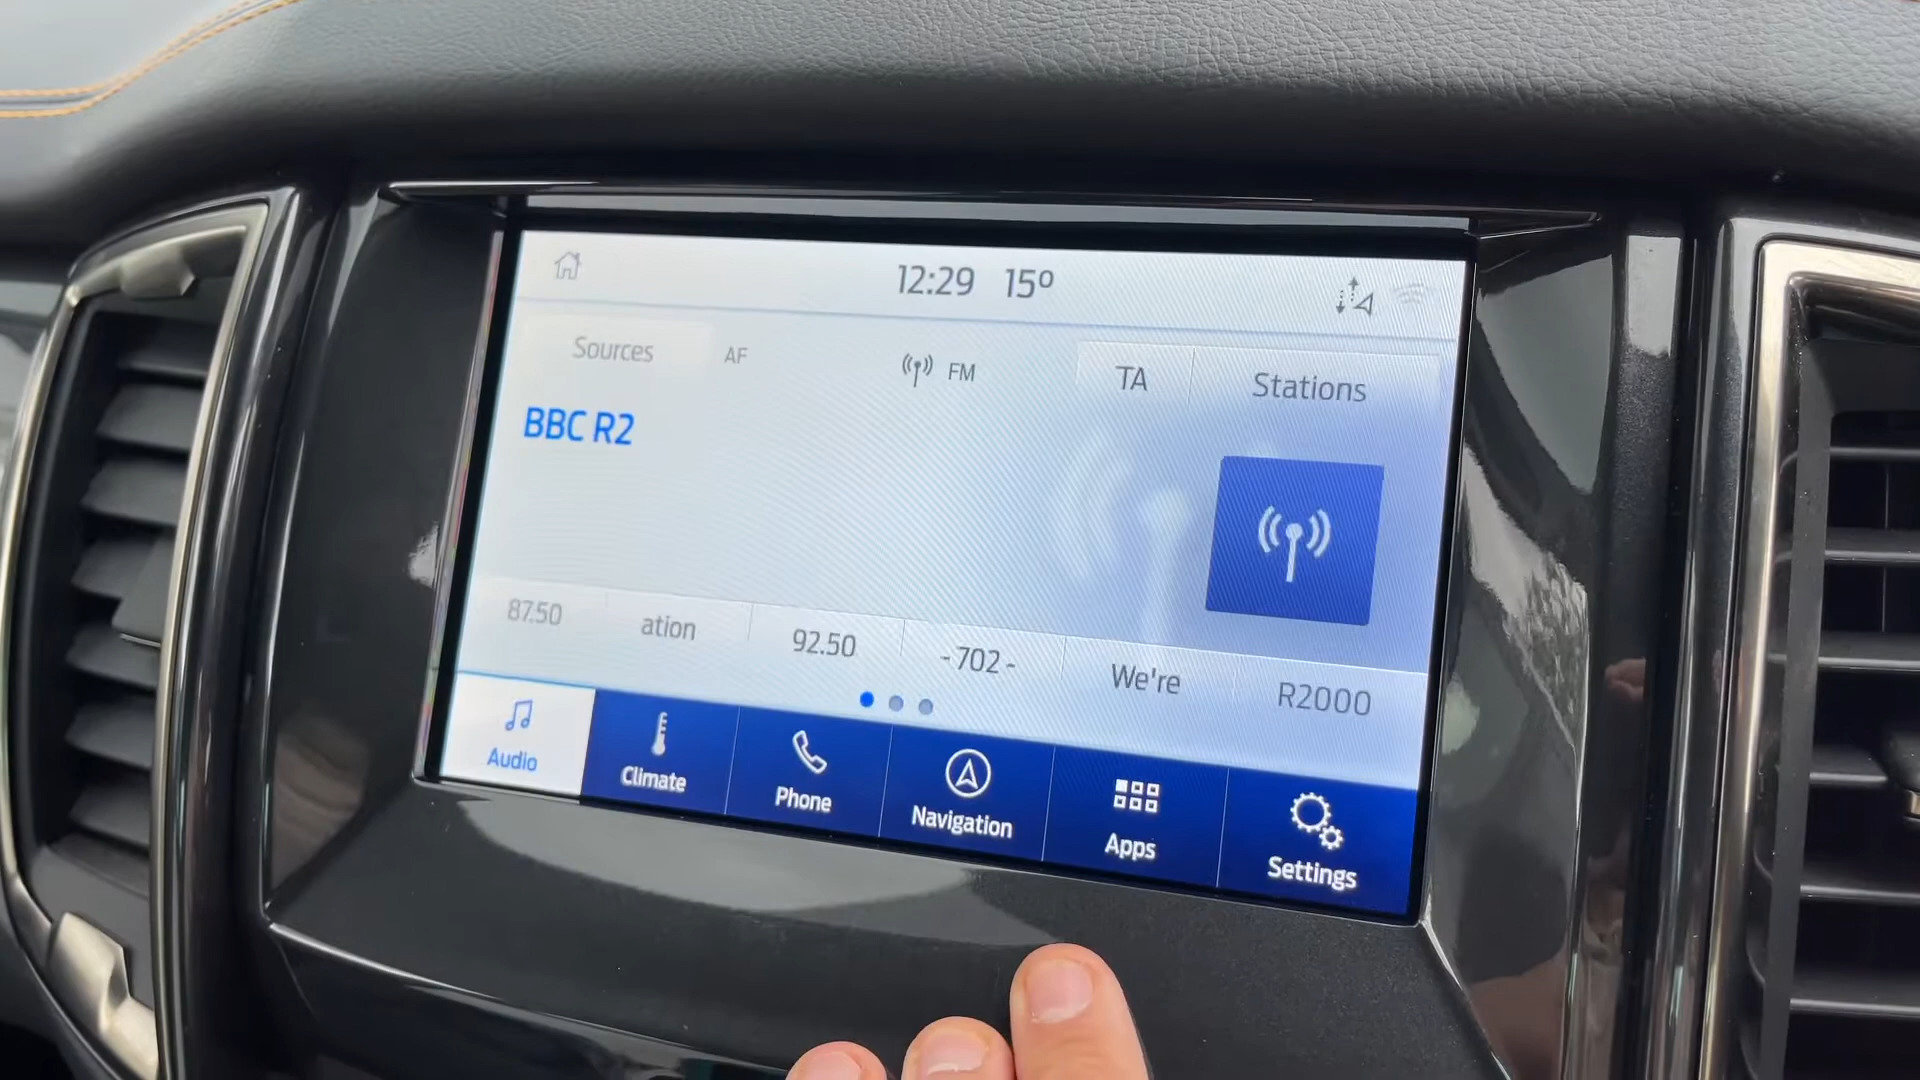 12:29 15º
Sources AF FM TA Stations
BBC R2
87.50 ation 92.50 -702- We're R2000
Audio Climate Phone Navigation Apps Settings